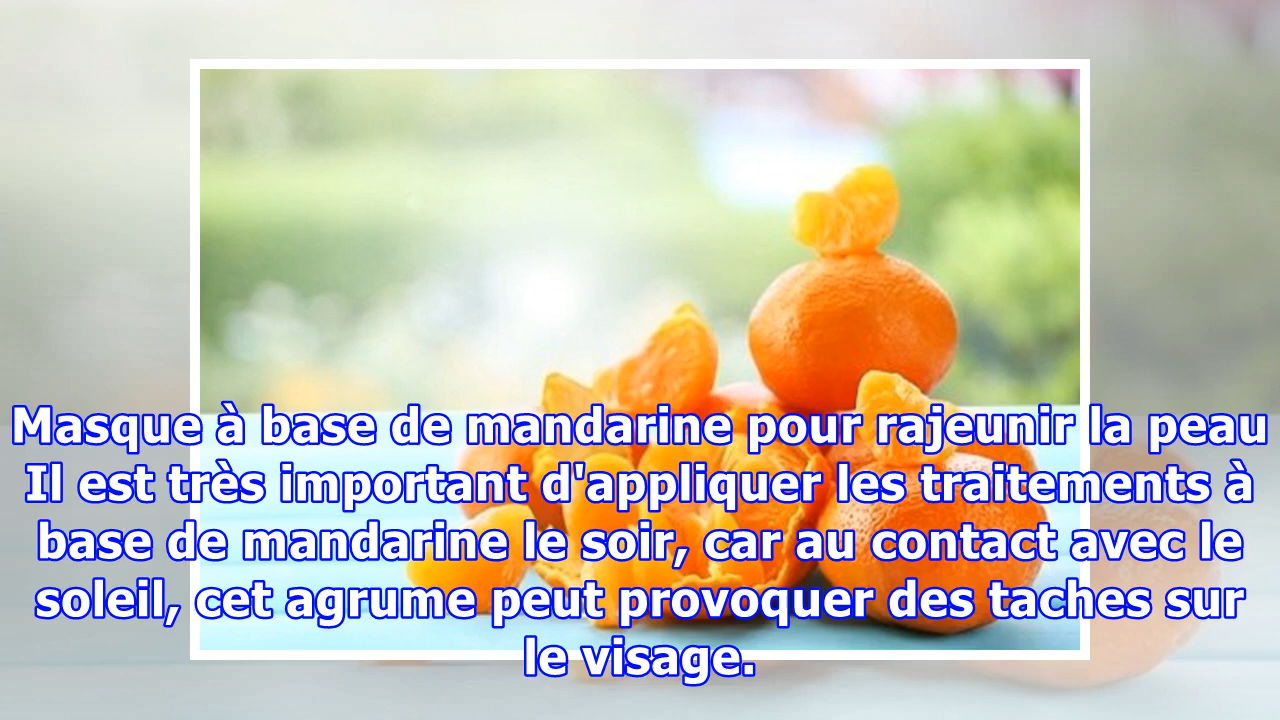 Masque à base de mandarine pour rajeunir la peau
Il est très important d'appliquer les traitements à
base de mandarine le soir, car au contact avec le
soleil, cet agrume peut provoquer des taches sur
le visage.